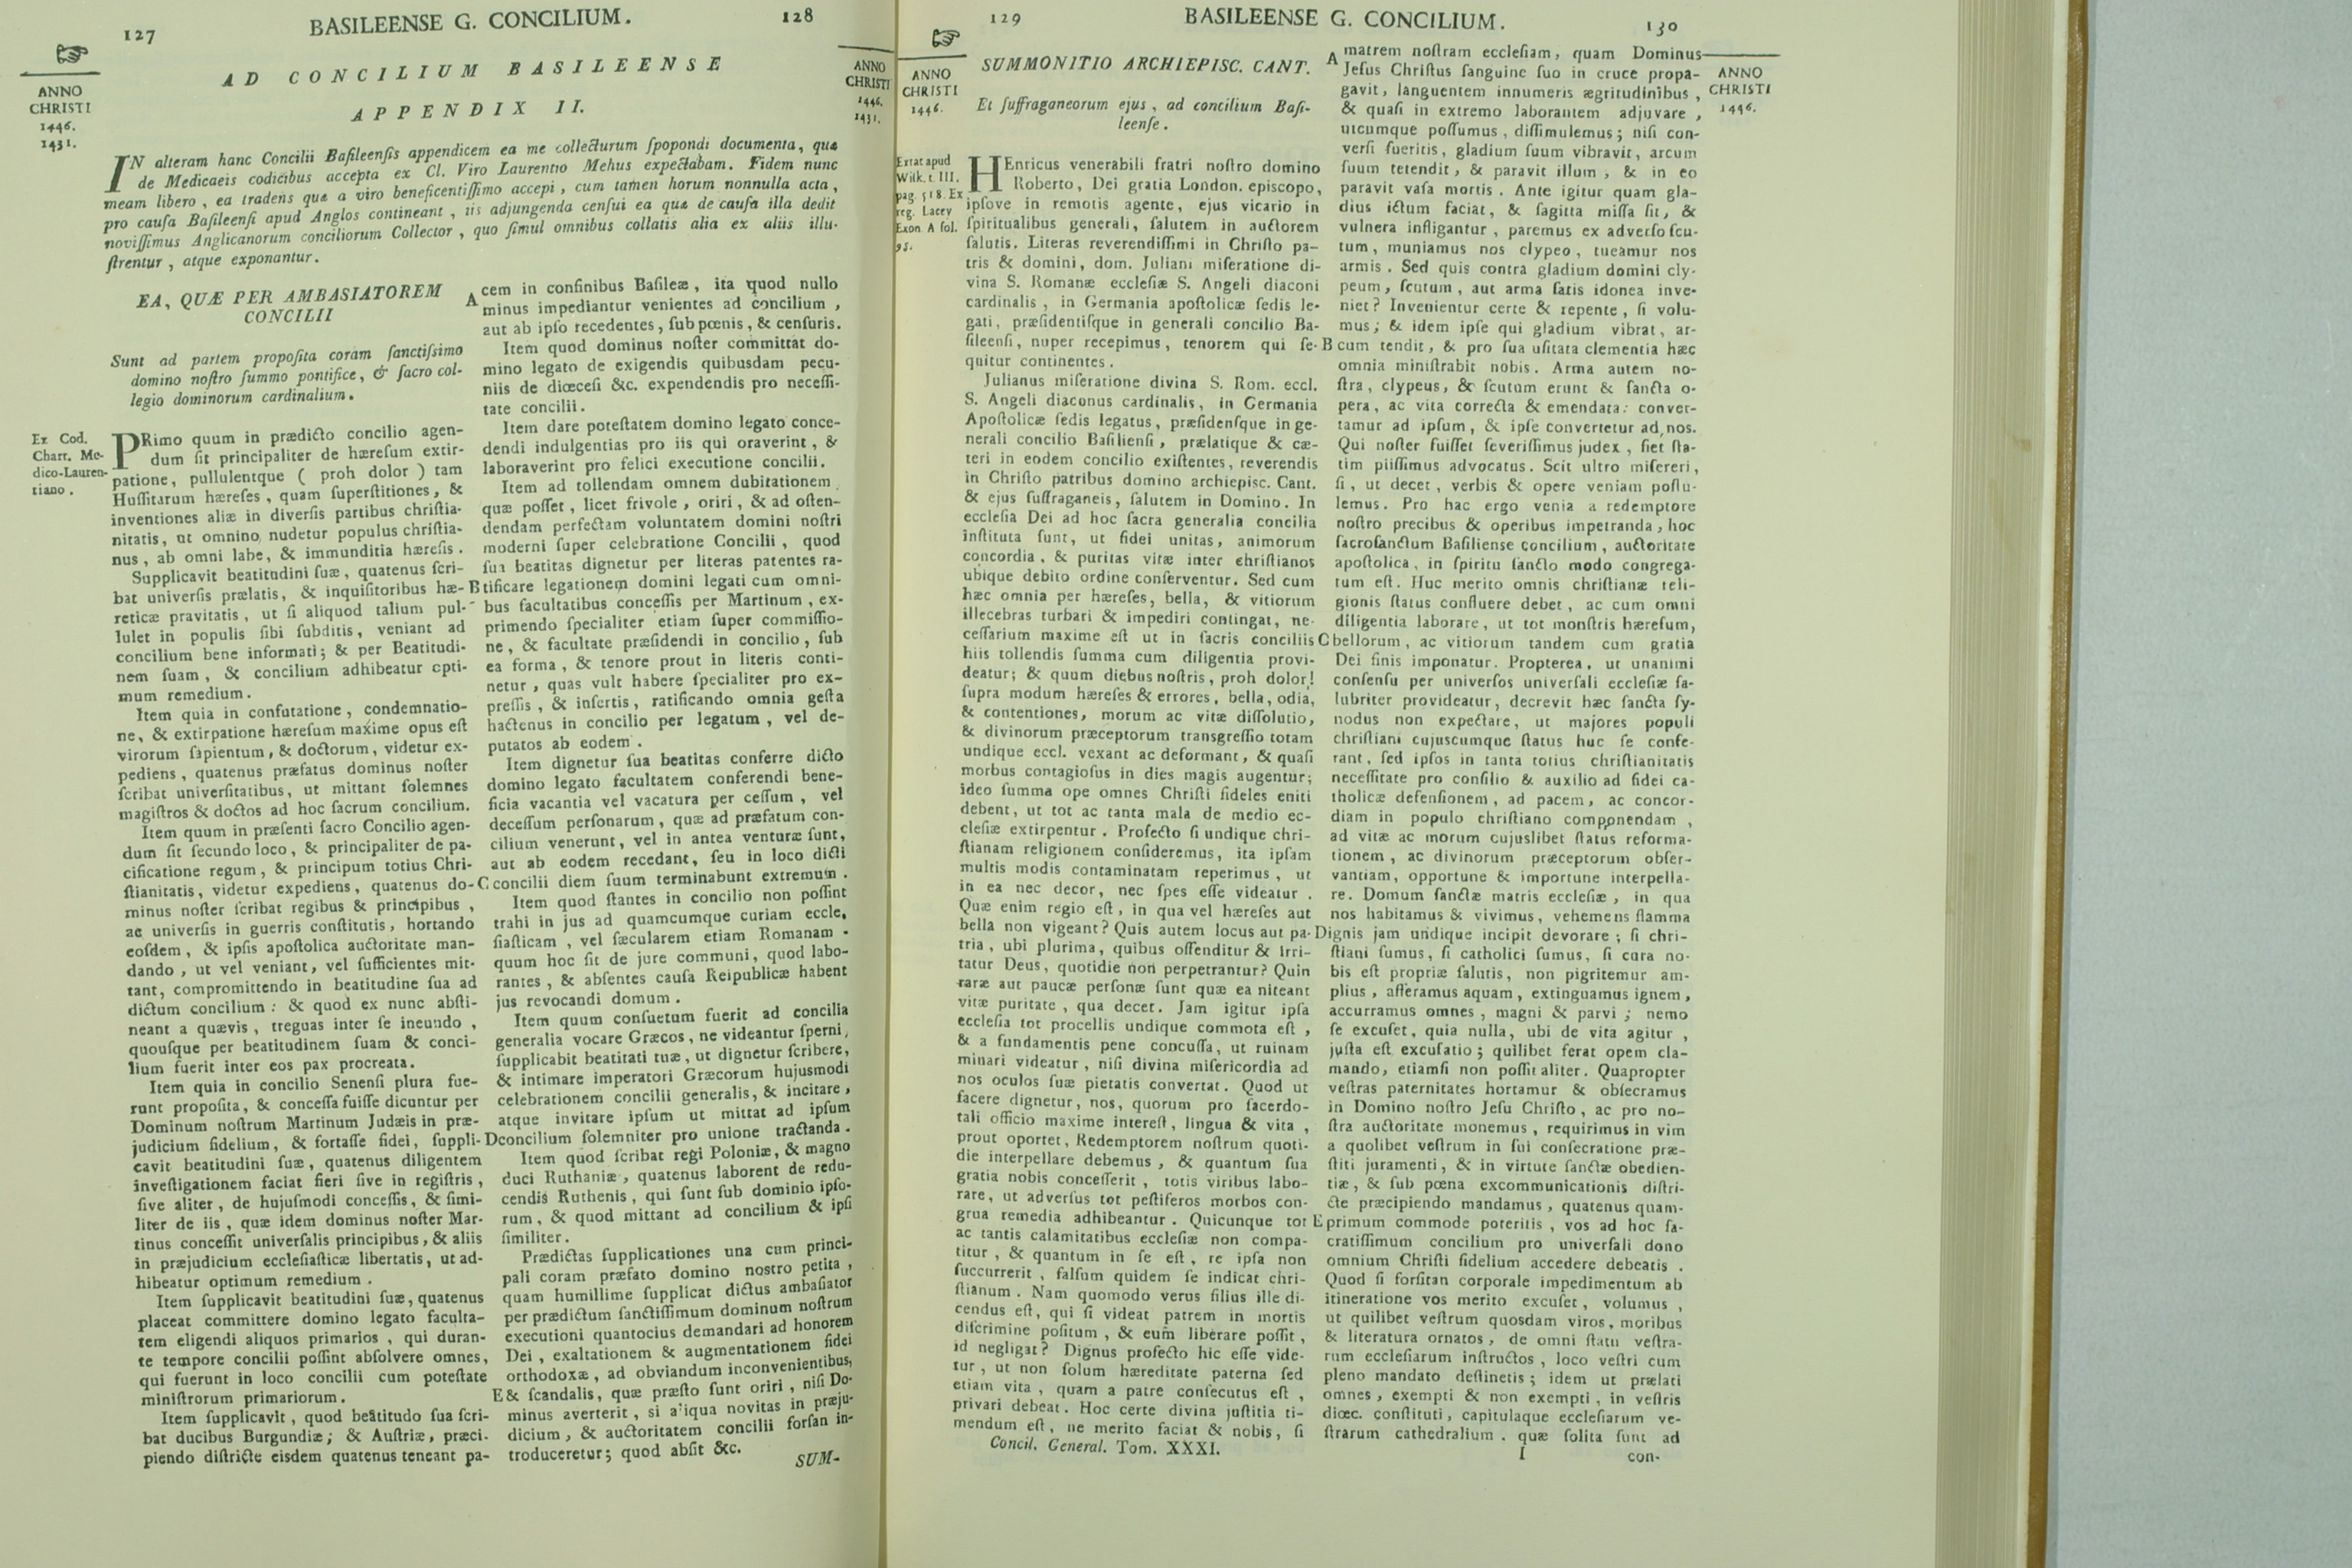 127
BASILEENSE G. CONCILIUM.
128
ANNO
CHRISTI
1446.
1431.
ANNO
CHRISTI
1446.
1431.
AD CONCILIUM BASILEENSE
APPENDIX II.
IN alteram hanc Concilii Basileensis appendicem ea me collecturum spopondi documenta, quæ
de Medicaeis codicibus accepta ex Cl. Viro Laurentio Mehus expectabam. Fidem nunc
meam libero, ea tradens quæ a viro beneficentissimo accepi, cum tamen horum nonnulla acta,
pro causa Basileensi apud Anglos contineant, iis adjungenda censui ea quæ de causa illa dedit
novissimus Anglicanorum conciliorum Collector, quo simul omnibus collatis alia ex aliis illu-
strentur, atque exponantur.
EA, QUÆ PER AMBASIATOREM
CONCILII
Sunt ad partem proposita coram sanctissimo
domino nostro summo pontifice, & sacro col-
legio dominorum cardinalium.
Ex Cod.
Chart. Me-
dico-Lauren-
tiano.
PRimo quum in prædicto concilio agen-
dum sit principaliter de hæresum extir-
patione, pullulentque ( proh dolor ) tam
Hussitarum hæreses, quam superstitiones, &
inventiones aliæ in diversis partibus christia-
nitatis, ut omnino nudetur populus christia-
nus, ab omni labe, & immunditia hæresis.
Supplicavit beatitudini suæ, quatenus scri-
bat universis prælatis, & inquisitoribus hæ-
reticæ pravitatis, ut si aliquod talium pul-
lulet in populis sibi subditis, veniant ad
concilium bene informati; & per Beatitudi-
nem suam, & concilium adhibeatur opti-
mum remedium.
Item quia in confutatione, condemnatio-
ne, & extirpatione hæresum maxime opus est
virorum sapientum, & doctorum, videtur ex-
pediens, quatenus præfatus dominus noster
scribat universitatibus, ut mittant solemnes
magistros & doctos ad hoc sacrum concilium.
Item quum in præsenti sacro Concilio agen-
dum sit secundo loco, & principaliter de pa-
cificatione regum, & principum totius Chri-
stianitatis, videtur expediens, quatenus do-
minus noster scribat regibus & principibus,
ac universis in guerris constitutis, hortando
eosdem, & ipsis apostolica auctoritate man-
dando, ut vel veniant, vel sufficientes mit-
tant, compromittendo in beatitudine sua ad
dictum concilium: & quod ex nunc absti-
neant a quævis, treguas inter se ineundo,
quousque per beatitudinem suam & conci-
lium fuerit inter eos pax procreata.
Item quia in concilio Senensi plura fue-
runt proposita, & concessa fuisse dicuntur per
Dominum nostrum Martinum Judæis in præ-
judicium fidelium, & fortasse fidei, suppli-
cavit beatitudini suæ, quatenus diligentem
investigationem faciat fieri sive in registris,
sive aliter, de hujusmodi concessis, & simi-
liter de iis, quæ idem dominus noster Mar-
tinus concessit universalis principibus, & aliis
in præjudicium ecclesiasticæ libertatis, ut ad-
hibeatur optimum remedium.
Item supplicavit beatitudini suæ, quatenus
placeat committere domino legato faculta-
tem eligendi aliquos primarios, qui duran-
te tempore concilii possint absolvere omnes,
qui fuerunt in loco concilii cum potestate
ministrorum primariorum.
Item supplicavit, quod beatitudo sua scri-
bat ducibus Burgundiæ; & Austriæ, præci-
piendo districte eisdem quatenus teneant pa-
A cem in confinibus Basileæ, ita quod nullo
minus impediantur venientes ad concilium,
aut ab ipso recedentes, sub pœnis, & censuris.
Item quod dominus noster committat do-
mino legato de exigendis quibusdam pecu-
niis de diœcesi &c. expendendis pro necessi-
tate concilii.
Item dare potestatem domino legato conce-
dendi indulgentias pro iis qui oraverint, &
laboraverint pro felici executione concilii.
Item ad tollendam omnem dubitationem
quæ posset, licet frivole, oriri, & ad osten-
dendam perfectam voluntatem domini nostri
moderni super celebratione Concilii, quod
sua beatitas dignetur per literas patentes ra-
B tificare legationem domini legati cum omni-
bus facultatibus concessis per Martinum, ex-
primendo specialiter etiam super commissio-
ne, & facultate præsidendi in concilio, sub
ea forma, & tenore prout in literis conti-
netur, quas vult habere specialiter pro ex-
pressis, & insertis, ratificando omnia gesta
hactenus in concilio per legatum, vel de-
putatos ab eodem.
Item dignetur sua beatitas conferre dicto
domino legato facultatem conferendi bene-
ficia vacantia vel vacatura per cessum, vel
decessum personarum, quæ ad præfatum con-
cilium venerunt, vel in antea venturæ sunt,
aut ab eodem recedant, seu in loco dicti
C concilii diem suum terminabunt extremum.
Item quod stantes in concilio non possint
trahi in jus ad quamcumque curiam eccle-
siasticam, vel sæcularem etiam Romanam.
quum hoc sit de jure communi, quod labo-
rantes, & absentes causa Reipublicæ habent
jus revocandi domum.
Item quum consuetum fuerit ad concilia
generalia vocare Græcos, ne videantur sperni,
supplicabit beatitati tuæ, ut dignetur scribere,
& intimare imperatori Græcorum hujusmodi
celebrationem concilii generalis, & incitare,
atque invitare ipsum ut mittat ad ipsum
D concilium solemniter pro unione tractanda.
Item quod scribat regi Poloniæ, & magno
duci Ruthaniæ, quatenus laborent de redu-
cendis Ruthenis, qui sunt sub dominio ipso-
rum, & quod mittant ad concilium & ipsi
similiter.
Prædictas supplicationes una cum princi-
pali coram præfato domino nostro petita,
quam humillime supplicat dictus ambasiator
per prædictum sanctissimum dominum nostrum
executioni quantocius demandari ad honorem
Dei, exaltationem & augmentationem fidei
orthodoxæ, ad obviandum inconvenientibus,
E & scandalis, quæ præsto sunt oriri, nisi Do-
minus averterit, si aliqua novitas in præju-
dicium, & auctoritatem concilii forsan in-
troduceretur; quod absit &c.
SUM-
129
BASILEENSE G. CONCILIUM.
130
ANNO
CHRISTI
1446.
ANNO
CHRISTI
1446.
SUMMONITIO ARCHIEPISC. CANT.
Et suffraganeorum ejus, ad concilium Basi-
leense.
Extat apud
Wilk. t. III.
pag. 518. Ex
reg. Lacey
Exon. A fol.
95.
HEnricus venerabili fratri nostro domino
Roberto, Dei gratia London. episcopo,
ipsove in remotis agente, ejus vicario in
spiritualibus generali, salutem in auctorem
salutis. Literas reverendissimi in Christo pa-
tris & domini, dom. Juliani miseratione di-
vina S. Romanæ ecclesiæ S. Angeli diaconi
cardinalis, in Germania apostolicæ sedis le-
gati, præsidentisque in generali concilio Ba-
sileensi, nuper recepimus, tenorem qui se-
quitur continentes.
Julianus miseratione divina S. Rom. eccl.
S. Angeli diaconus cardinalis, in Germania
Apostolicæ sedis legatus, præsidensque in ge-
nerali concilio Basiliensi, prælatique & cæ-
teri in eodem concilio existentes, reverendis
in Christo patribus domino archiepisc. Cant.
& ejus suffraganeis, salutem in Domino. In
ecclesia Dei ad hoc sacra generalia concilia
instituta sunt, ut fidei unitas, animorum
concordia, & puritas vitæ inter christianos
ubique debito ordine conserventur. Sed cum
hæc omnia per hæreses, bella, & vitiorum
illecebras turbari & impediri contingat, ne-
cessarium maxime est ut in sacris conciliis
hiis tollendis summa cum diligentia provi-
deatur; & quum diebus nostris, proh dolor!
supra modum hæreses & errores, bella, odia,
& contentiones, morum ac vitæ dissolutio,
& divinorum præceptorum transgressio totam
undique eccl. vexant ac deformant, & quasi
morbus contagiosus in dies magis augentur;
ideo summa ope omnes Christi fideles eniti
debent, ut tot ac tanta mala de medio ec-
clesiæ extirpentur. Profecto si undique chri-
stianam religionem consideremus, ita ipsam
multis modis contaminatam reperimus, ut
in ea nec decor, nec spes esse videatur.
Quæ enim regio est, in qua vel hæreses aut
bella non vigeant? Quis autem locus aut pa-
tria, ubi plurima, quibus offenditur & irri-
tatur Deus, quotidie non perpetrantur? Quin
raræ aut paucæ personæ sunt quæ ea niteant
vitæ puritate, qua decet. Jam igitur ipsa
ecclesia tot procellis undique commota est,
& a fundamentis pene concussa, ut ruinam
minari videatur, nisi divina misericordia ad
nos oculos suæ pietatis convertat. Quod ut
facere dignetur, nos, quorum pro sacerdo-
tali officio maxime interest, lingua & vita,
prout oportet, Redemptorem nostrum quoti-
die interpellare debemus, & quantum sua
gratia nobis concesserit, totis viribus labo-
rare, ut adversus tot pestiferos morbos con-
grua remedia adhibeantur. Quicunque tot
ac tantis calamitatibus ecclesiæ non compa-
titur, & quantum in se est, re ipsa non
succurrerit, falsum quidem se indicat chri-
stianum. Nam quomodo verus filius ille di-
cendus est, qui si videat patrem in mortis
discrimine positum, & eum liberare possit,
id negligat? Dignus profecto hic esse vide-
tur, ut non solum hæreditate paterna sed
etiam vita, quam a patre consecutus est,
privari debeat. Hoc certe divina justitia ti-
mendum est, ne merito faciat & nobis, si
Concil. General. Tom. XXXI.
A matrem nostram ecclesiam, quam Dominus
Jesus Christus sanguine suo in cruce propa-
gavit, languentem innumeris ægritudinibus,
& quasi in extremo laborantem adjuvare,
utcumque possumus, dissimulemus; nisi con-
versi fueritis, gladium suum vibravit, arcum
suum tetendit, & paravit illum, & in eo
paravit vasa mortis. Ante igitur quam gla-
dius ictum faciat, & sagitta missa sit, &
vulnera infligantur, paremus ex adverso scu-
tum, muniamus nos clypeo, tueamur nos
armis. Sed quis contra gladium domini cly-
peum, scutum, aut arma satis idonea inve-
niet? Invenientur certe & repente, si volu-
mus; & idem ipse qui gladium vibrat, ar-
B cum tendit, & pro sua usitata clementia hæc
omnia ministrabit nobis. Arma autem no-
stra, clypeus, & scutum erunt & sancta o-
pera, ac vita correcta & emendata: conver-
tamur ad ipsum, & ipse convertetur ad nos.
Qui noster fuisset severissimus judex, fiet sta-
tim piissimus advocatus. Scit ultro misereri,
si, ut decet, verbis & opere veniam postu-
lemus. Pro hac ergo venia a redemptore
nostro precibus & operibus impetranda, hoc
sacrosanctum Basiliense concilium, auctoritate
apostolica, in spiritu sancto modo congrega-
tum est. Huc merito omnis christianæ reli-
gionis status confluere debet, ac cum omni
diligentia laborare, ut tot monstris hæresum,
C bellorum, ac vitiorum tandem cum gratia
Dei finis imponatur. Propterea, ut unanimi
consensu per universos universali ecclesiæ sa-
lubriter provideatur, decrevit hæc sancta sy-
nodus non expectare, ut majores populi
christiani cujuscumque status huc se confe-
rant, sed ipsos in tanta totius christianitatis
necessitate pro consilio & auxilio ad fidei ca-
tholicæ defensionem, ad pacem, ac concor-
diam in populo christiano componendam,
ad vitæ ac morum cujuslibet status reforma-
tionem, ac divinorum præceptorum obser-
vantiam, opportune & importune interpella-
re. Domum sanctæ matris ecclesiæ, in qua
nos habitamus & vivimus, vehemens flamma
D ignis jam undique incipit devorare; si chri-
stiani sumus, si catholici sumus, si cura no-
bis est propriæ salutis, non pigritemur am-
plius, afferamus aquam, extinguamus ignem,
accurramus omnes, magni & parvi; nemo
se excuset, quia nulla, ubi de vita agitur,
justa est excusatio; quilibet ferat opem cla-
mando, etiamsi non possit aliter. Quapropter
vestras paternitates hortamur & obsecramus
in Domino nostro Jesu Christo, ac pro no-
stra auctoritate monemus, requirimus in vim
a quolibet vestrum in sui consecratione præ-
stiti juramenti, & in virtute sanctæ obedien-
tiæ, & sub pœna excommunicationis distri-
cte præcipiendo mandamus, quatenus quam-
E primum commode poteritis, vos ad hoc sa-
cratissimum concilium pro universali dono
omnium Christi fidelium accedere debeatis.
Quod si forsitan corporale impedimentum ab
itineratione vos merito excuset, volumus,
ut quilibet vestrum quosdam viros, moribus
& literatura ornatos, de omni statu vestra-
rum ecclesiarum instructos, loco vestri cum
pleno mandato destinetis; idem ut prælati
omnes, exempti & non exempti, in vestris
diœc. constituti, capitulaque ecclesiarum ve-
strarum cathedralium. quæ solita sunt ad
I
con-